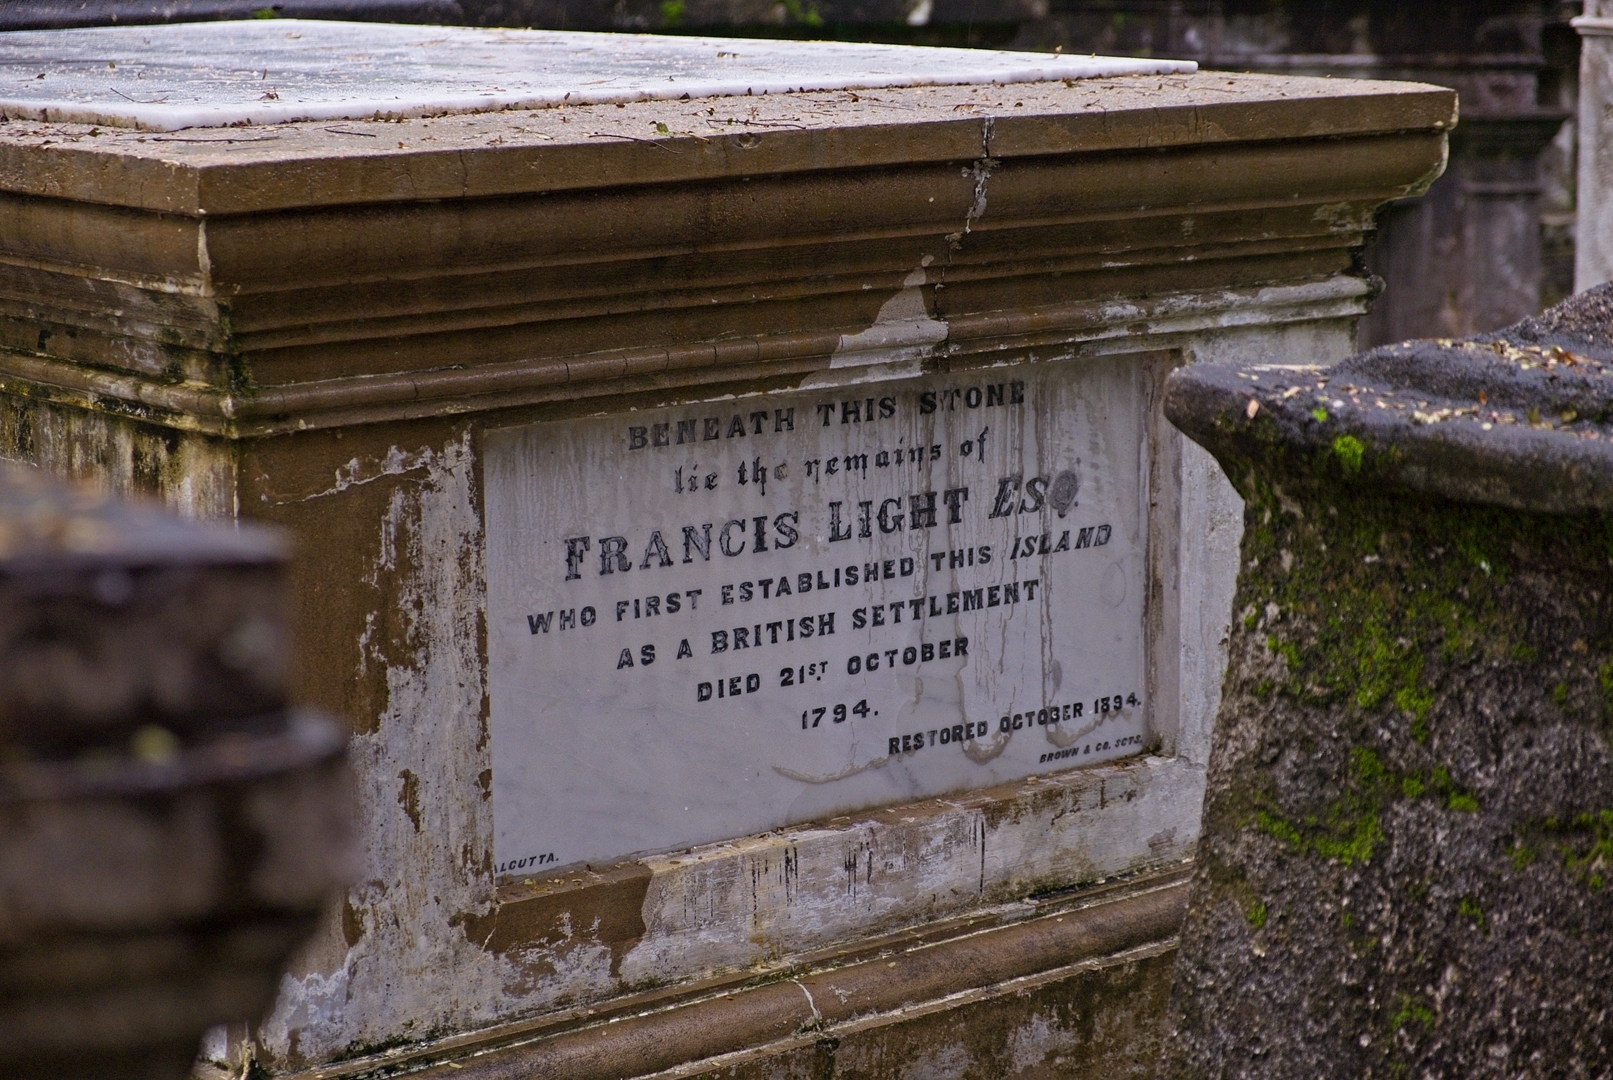 BENEATH THIS STONE
lie the remains of
FRANCIS LIGHT ESQ.
WHO FIRST ESTABLISHED THIS ISLAND
AS A BRITISH SETTLEMENT
DIED 21ST. OCTOBER
1794.
RESTORED OCTOBER 1894.
BROWN & CO. SCTS.
LCUTTA.